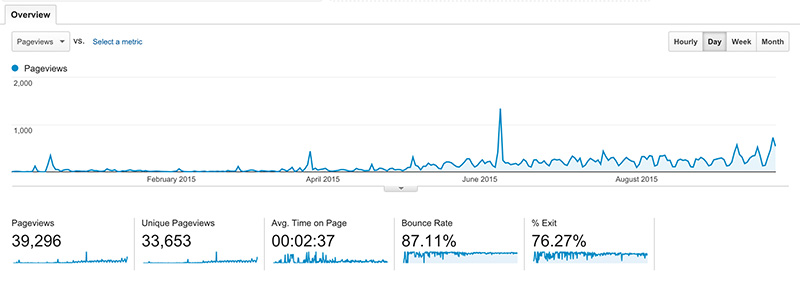 Overview
Pageviews vs. Select a metric Hourly Day Week Month
Pageviews
2,000
1,000
February 2015 April 2015 June 2015 August 2015
Pageviews Unique Pageviews Avg. Time on Page Bounce Rate % Exit
39,296 33,653 00:02:37 87.11% 76.27%